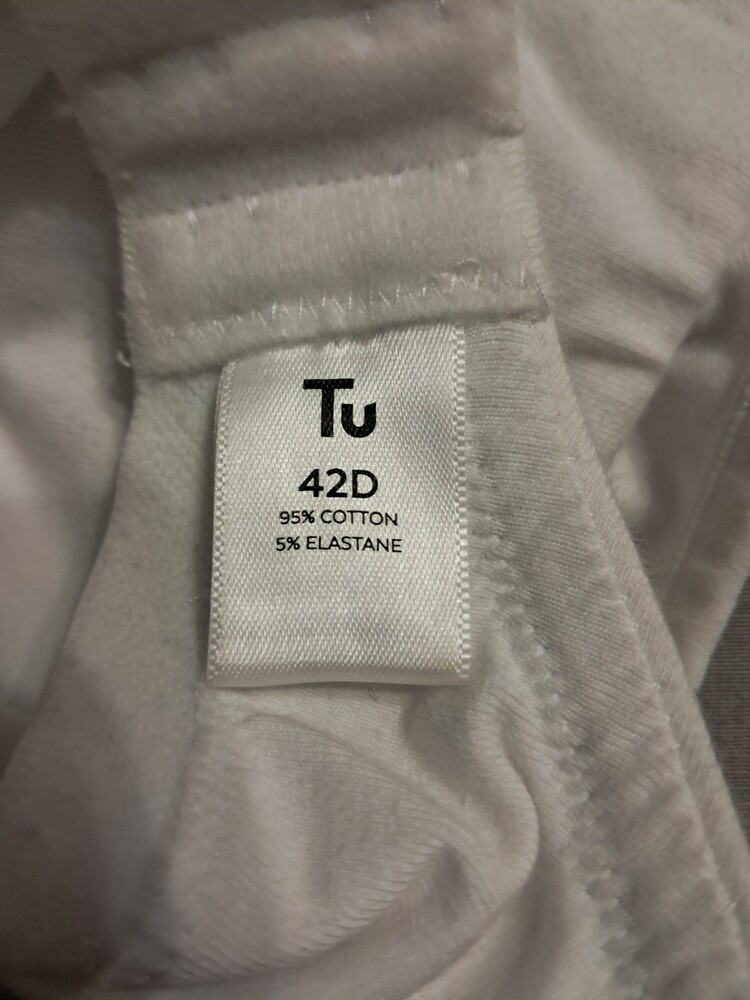 Tu
42D
95% COTTON
5% ELASTANE